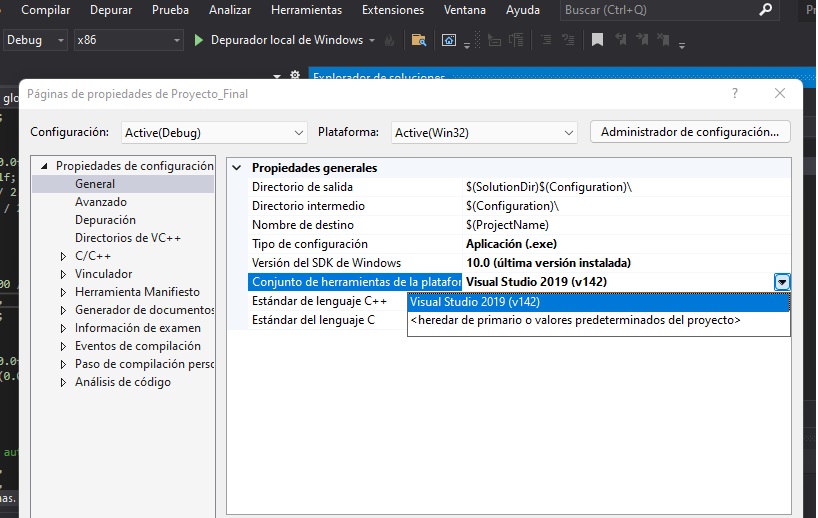 Compilar Depurar Prueba Analizar Herramientas Extensiones Ventana Ayuda Buscar (Ctrl+Q)
Debug x86 Depurador local de Windows
Explorador de soluciones
Páginas de propiedades de Proyecto_Final ? ×
Configuración: Active(Debug) Plataforma: Active(Win32) Administrador de configuración...
Propiedades de configuración
General
Avanzado
Depuración
Directorios de VC++
C/C++
Vinculador
Herramienta Manifiesto
Generador de documentos
Información de examen
Eventos de compilación
Paso de compilación persc
Análisis de código
Propiedades generales
Directorio de salida $(SolutionDir)$(Configuration)\
Directorio intermedio $(Configuration)\
Nombre de destino $(ProjectName)
Tipo de configuración Aplicación (.exe)
Versión del SDK de Windows 10.0 (última versión instalada)
Conjunto de herramientas de la platafor Visual Studio 2019 (v142)
Estándar de lenguaje C++
Estándar del lenguaje C
Visual Studio 2019 (v142)
<heredar de primario o valores predeterminados del proyecto>